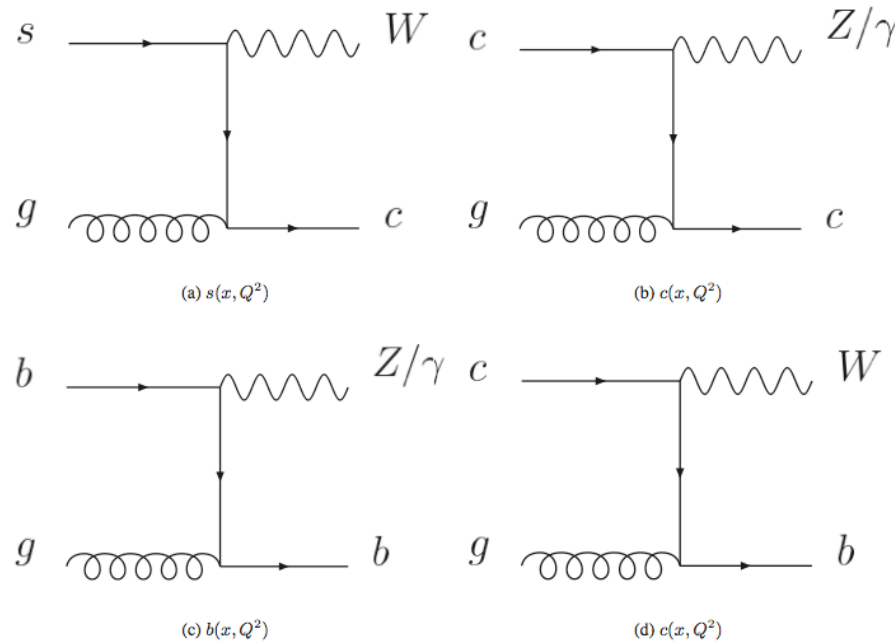 s W c Z/γ
g c g c
(a) s(x, Q²) (b) c(x, Q²)
b Z/γ c W
g b g b
(c) b(x, Q²) (d) c(x, Q²)